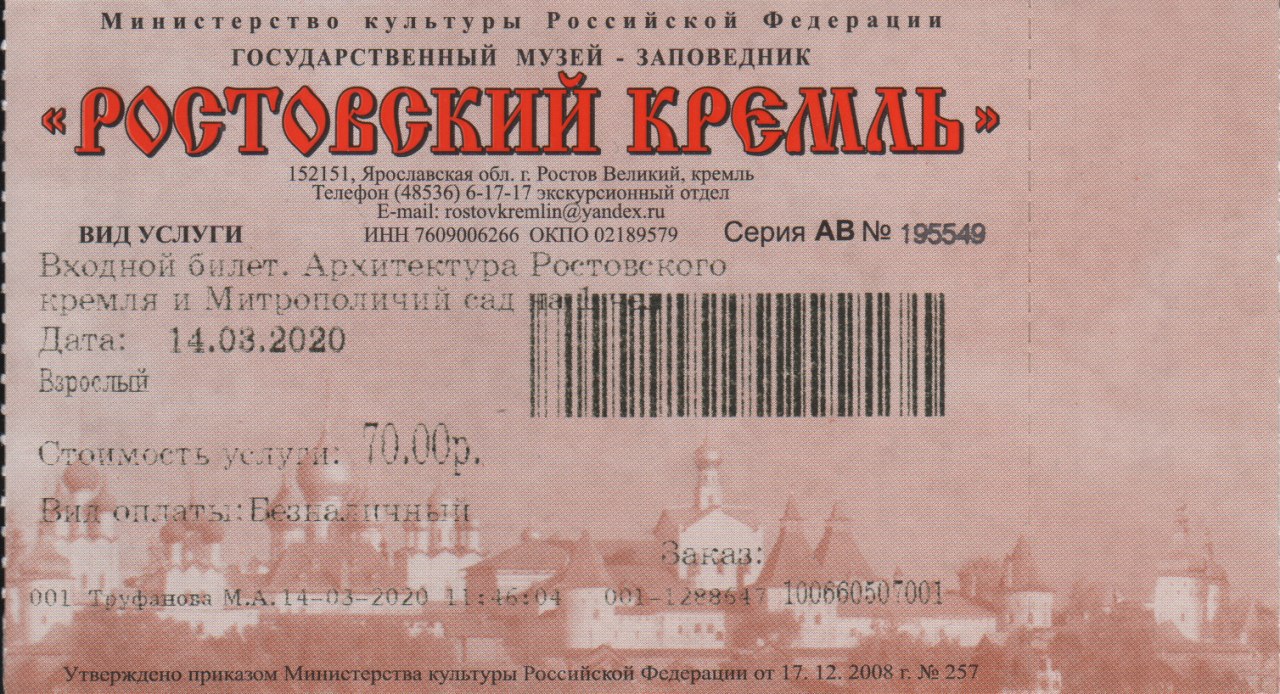 Министерство культуры Российской Федерации
ГОСУДАРСТВЕННЫЙ МУЗЕЙ - ЗАПОВЕДНИК
«РОСТОВСКИЙ КРЕМЛЬ»
152151, Ярославская обл. г. Ростов Великий, кремль
Телефон (48536) 6-17-17 экскурсионный отдел
E-mail: rostovkremlin@yandex.ru
ВИД УСЛУГИ ИНН 7609006266 ОКПО 02189579 Серия АВ № 195549
Входной билет. Архитектура Ростовского
кремля и Митрополичий сад на 1 чел
Дата: 14.03.2020
Взрослый
Стоимость услуги: 70.00р.
Вид оплаты:Безналичный
Заказ:
001 Труфанова М.А.14-03-2020 11:46:04 001-1288647 100660507001
Утверждено приказом Министерства культуры Российской Федерации от 17. 12. 2008 г. № 257